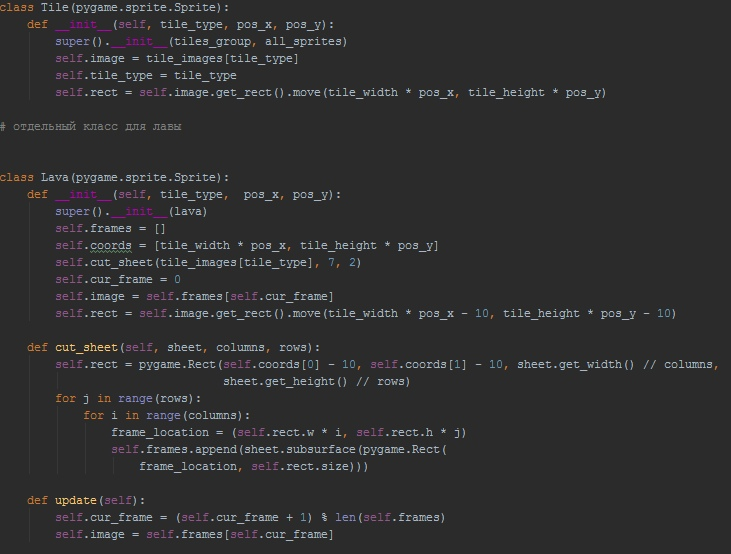 class Tile(pygame.sprite.Sprite):
    def __init__(self, tile_type, pos_x, pos_y):
        super().__init__(tiles_group, all_sprites)
        self.image = tile_images[tile_type]
        self.tile_type = tile_type
        self.rect = self.image.get_rect().move(tile_width * pos_x, tile_height * pos_y)
# отдельный класс для лавы
class Lava(pygame.sprite.Sprite):
    def __init__(self, tile_type,  pos_x, pos_y):
        super().__init__(lava)
        self.frames = []
        self.coords = [tile_width * pos_x, tile_height * pos_y]
        self.cut_sheet(tile_images[tile_type], 7, 2)
        self.cur_frame = 0
        self.image = self.frames[self.cur_frame]
        self.rect = self.image.get_rect().move(tile_width * pos_x - 10, tile_height * pos_y - 10)
    def cut_sheet(self, sheet, columns, rows):
        self.rect = pygame.Rect(self.coords[0] - 10, self.coords[1] - 10, sheet.get_width() // columns,
                                sheet.get_height() // rows)
        for j in range(rows):
            for i in range(columns):
                frame_location = (self.rect.w * i, self.rect.h * j)
                self.frames.append(sheet.subsurface(pygame.Rect(
                    frame_location, self.rect.size)))
    def update(self):
        self.cur_frame = (self.cur_frame + 1) % len(self.frames)
        self.image = self.frames[self.cur_frame]